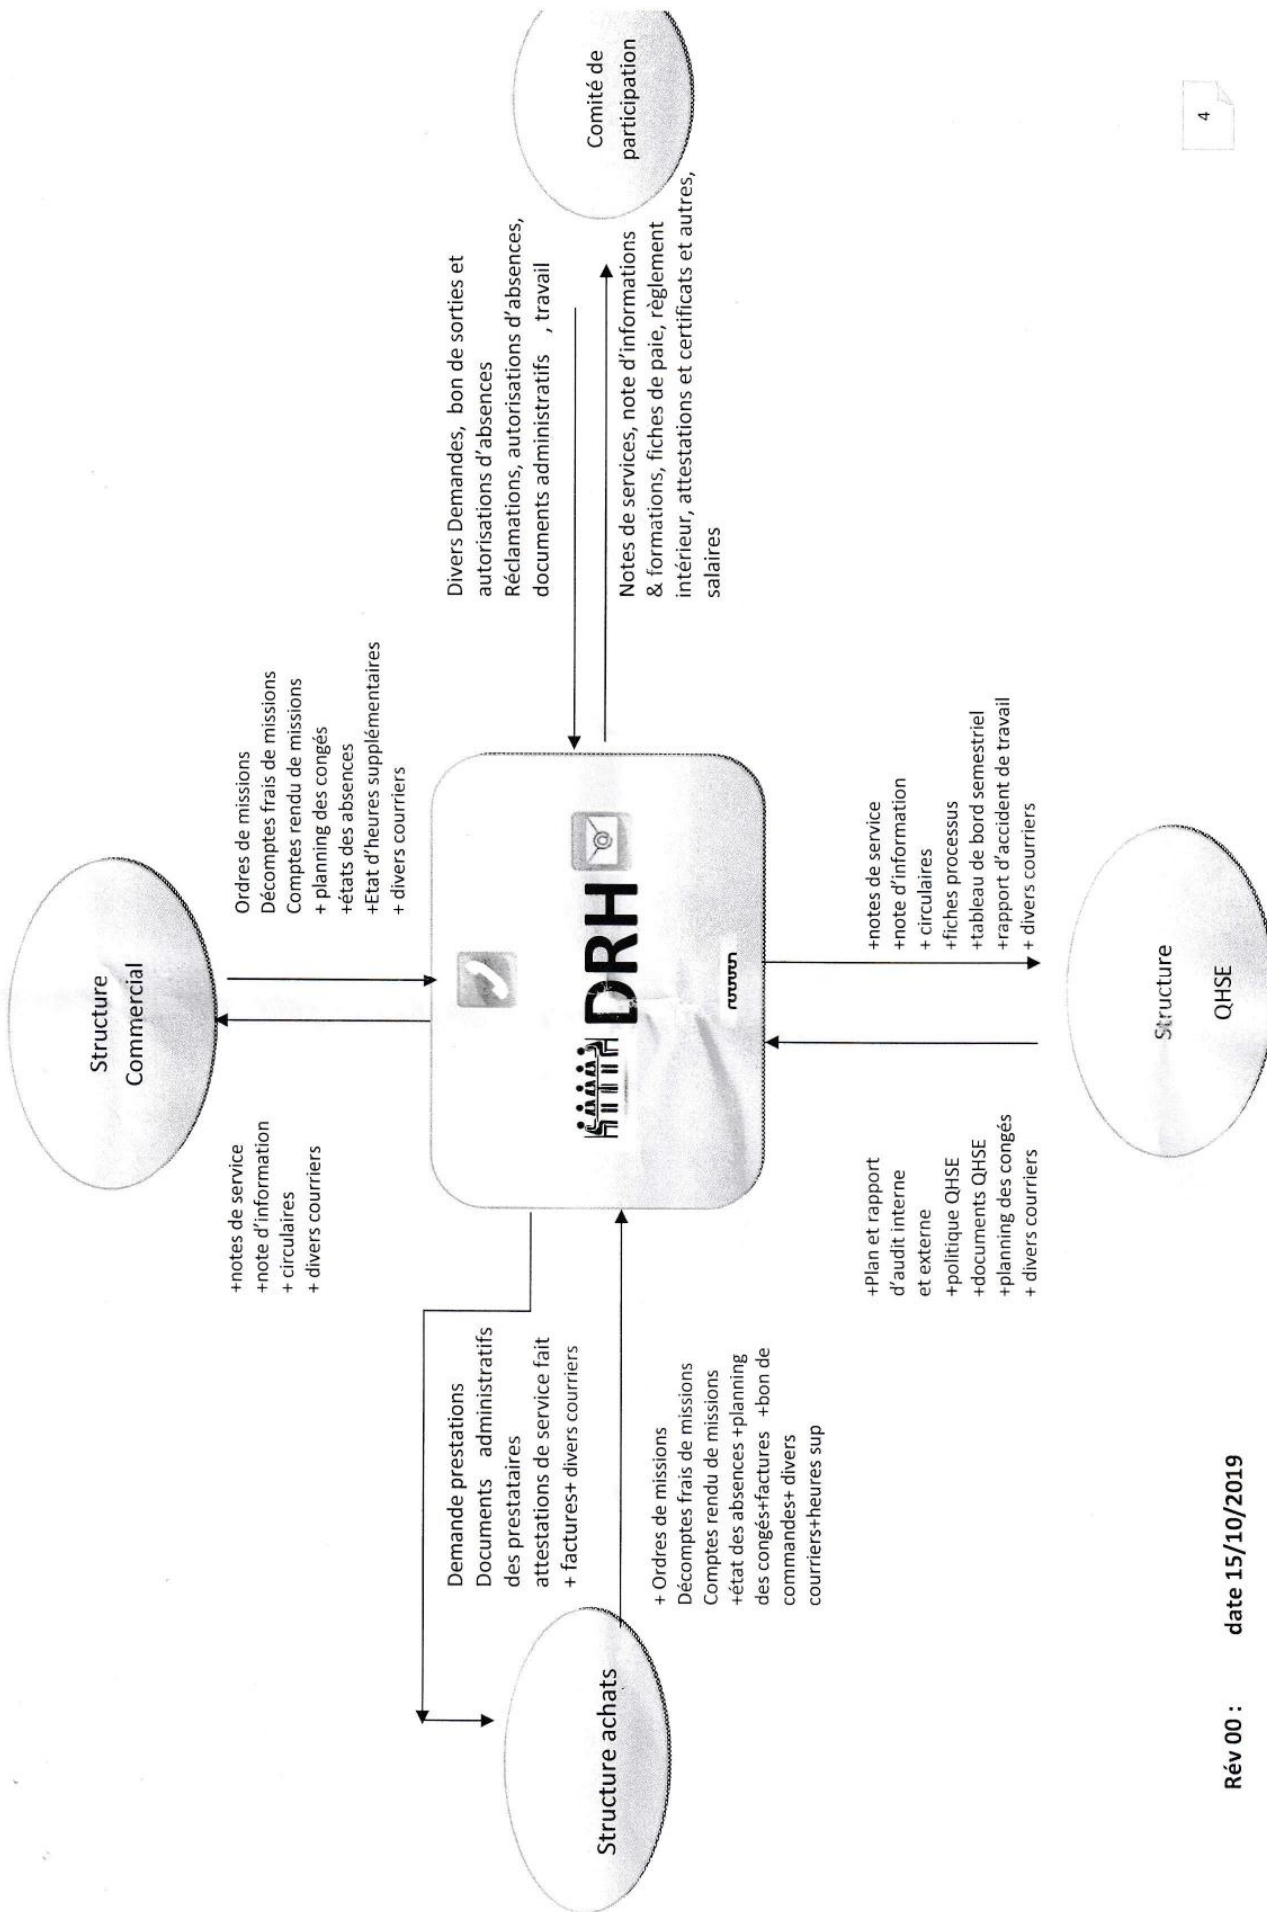 Structure
Commercial
+notes de service
+note d'information
+ circulaires
+ divers courriers
Ordres de missions
Décomptes frais de missions
Comptes rendu de missions
+ planning des congés
+états des absences
+Etat d'heures supplémentaires
+ divers courriers
Demande prestations
Documents administratifs
des prestataires
attestations de service fait
+ factures+ divers courriers
Divers Demandes, bon de sorties et
autorisations d'absences
Réclamations, autorisations d'absences,
documents administratifs , travail
Structure achats
DRH
Comité de
participation
+ Ordres de missions
Décomptes frais de missions
Comptes rendu de missions
+état des absences +planning
des congés+factures +bon de
commandes+ divers
courriers+heures sup
Notes de services, note d'informations
& formations, fiches de paie, règlement
intérieur, attestations et certificats et autres,
salaires
+Plan et rapport
d'audit interne
et externe
+politique QHSE
+documents QHSE
+planning des congés
+ divers courriers
+notes de service
+note d'information
+ circulaires
+fiches processus
+tableau de bord semestriel
+rapport d'accident de travail
+ divers courriers
Structure
QHSE
Rév 00 : date 15/10/2019
4